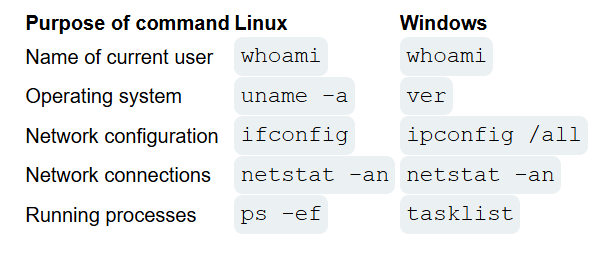 Purpose of command Linux Windows
Name of current user whoami whoami
Operating system uname -a ver
Network configuration ifconfig ipconfig /all
Network connections netstat -an netstat -an
Running processes ps -ef tasklist